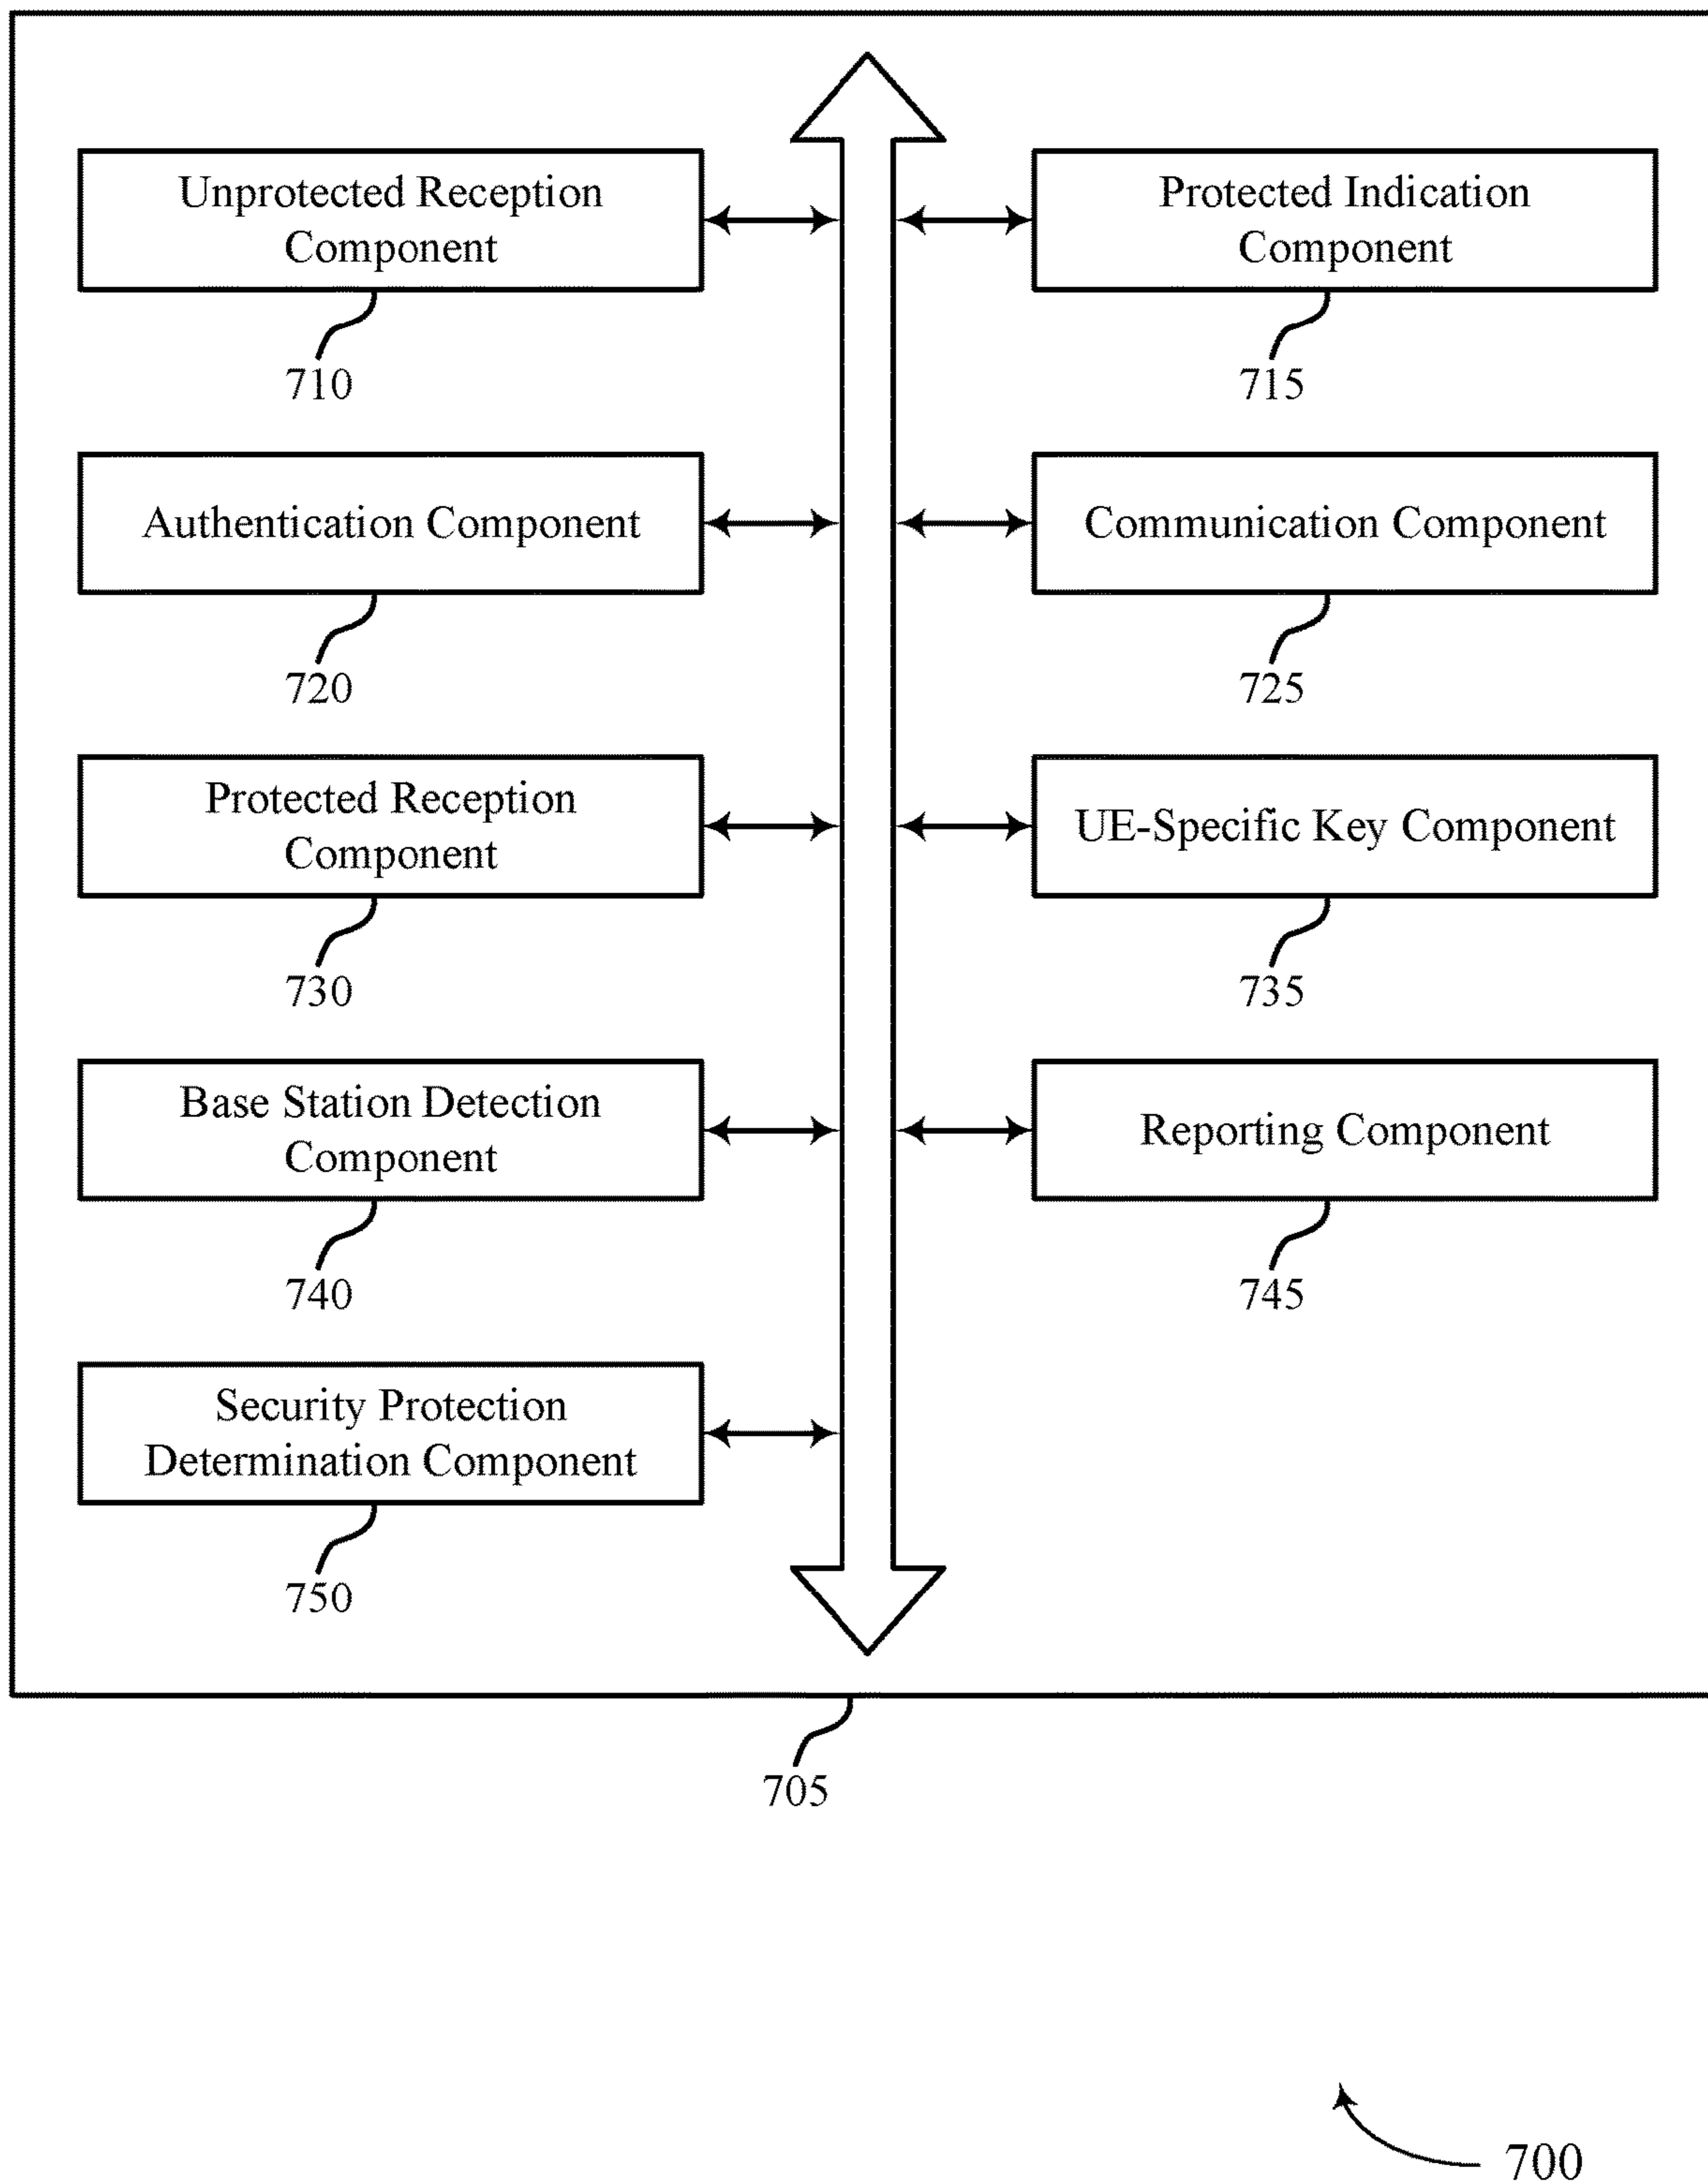 Unprotected Reception
Component
710
Protected Indication
Component
715
Authentication Component
720
Communication Component
725
Protected Reception
Component
730
UE-Specific Key Component
735
Base Station Detection
Component
740
Reporting Component
745
Security Protection
Determination Component
750
705
700